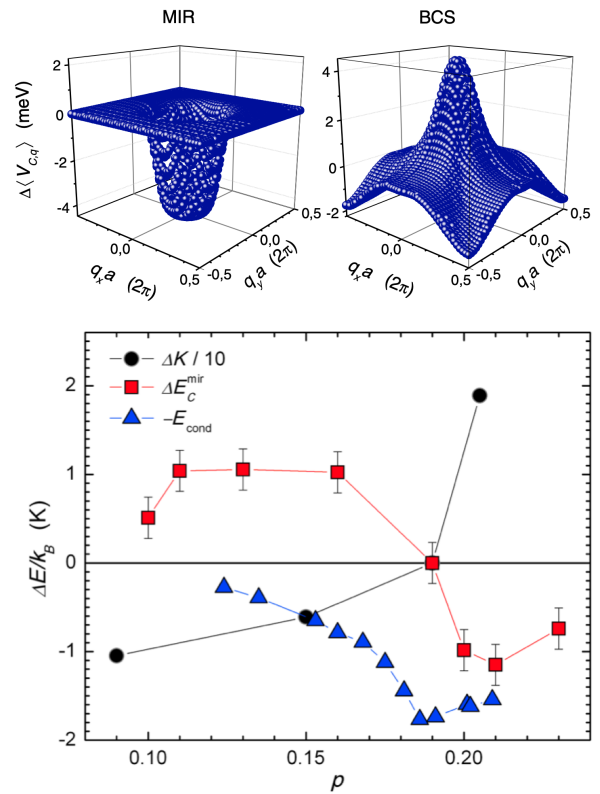 MIR
BCS
Δ⟨ V_C,q ⟩ (meV)
2
0
-2
-4
q_x a (2π)
0,0
0,5
-0,5
0,0
0,5
q_y a (2π)
4
2
0
-2
q_x a (2π)
0,0
0,5
-0,5
0,0
0,5
q_y a (2π)
ΔK / 10
ΔE_C^mir
–E_cond
ΔE/k_B (K)
2
1
0
-1
-2
0.10
0.15
0.20
p